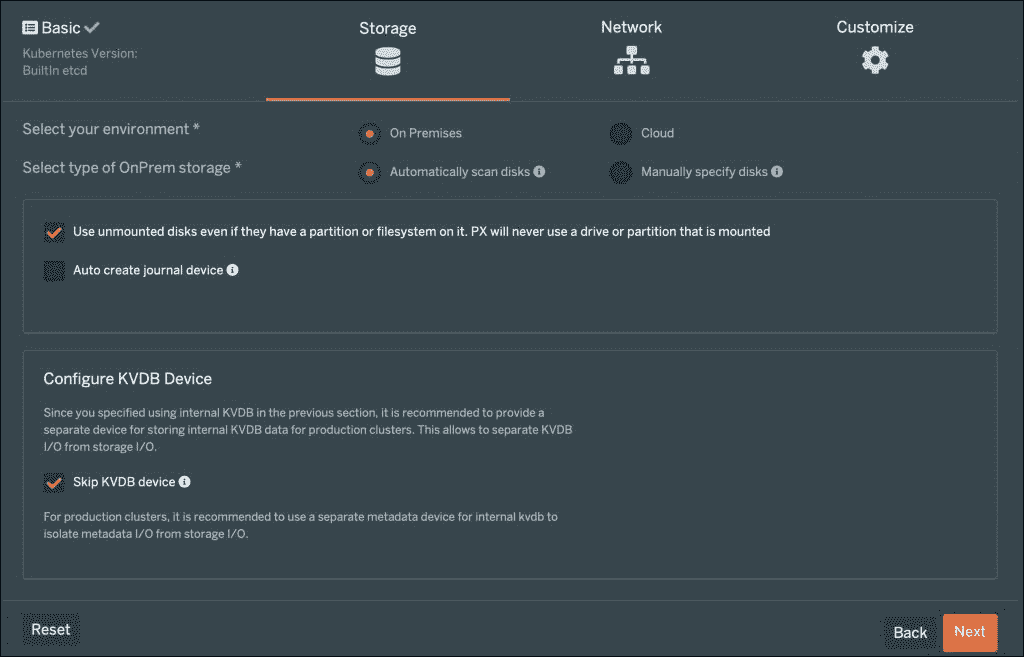 Basic
Kubernetes Version:
BuiltIn etcd
Storage
Network
Customize
Select your environment *
On Premises
Cloud
Select type of OnPrem storage *
Automatically scan disks
Manually specify disks
Use unmounted disks even if they have a partition or filesystem on it. PX will never use a drive or partition that is mounted
Auto create journal device
Configure KVDB Device
Since you specified using internal KVDB in the previous section, it is recommended to provide a
separate device for storing internal KVDB data for production clusters. This allows to separate KVDB
I/O from storage I/O.
Skip KVDB device
For production clusters, it is recommended to use a separate metadata device for internal kvdb to
isolate metadata I/O from storage I/O.
Reset
Back
Next